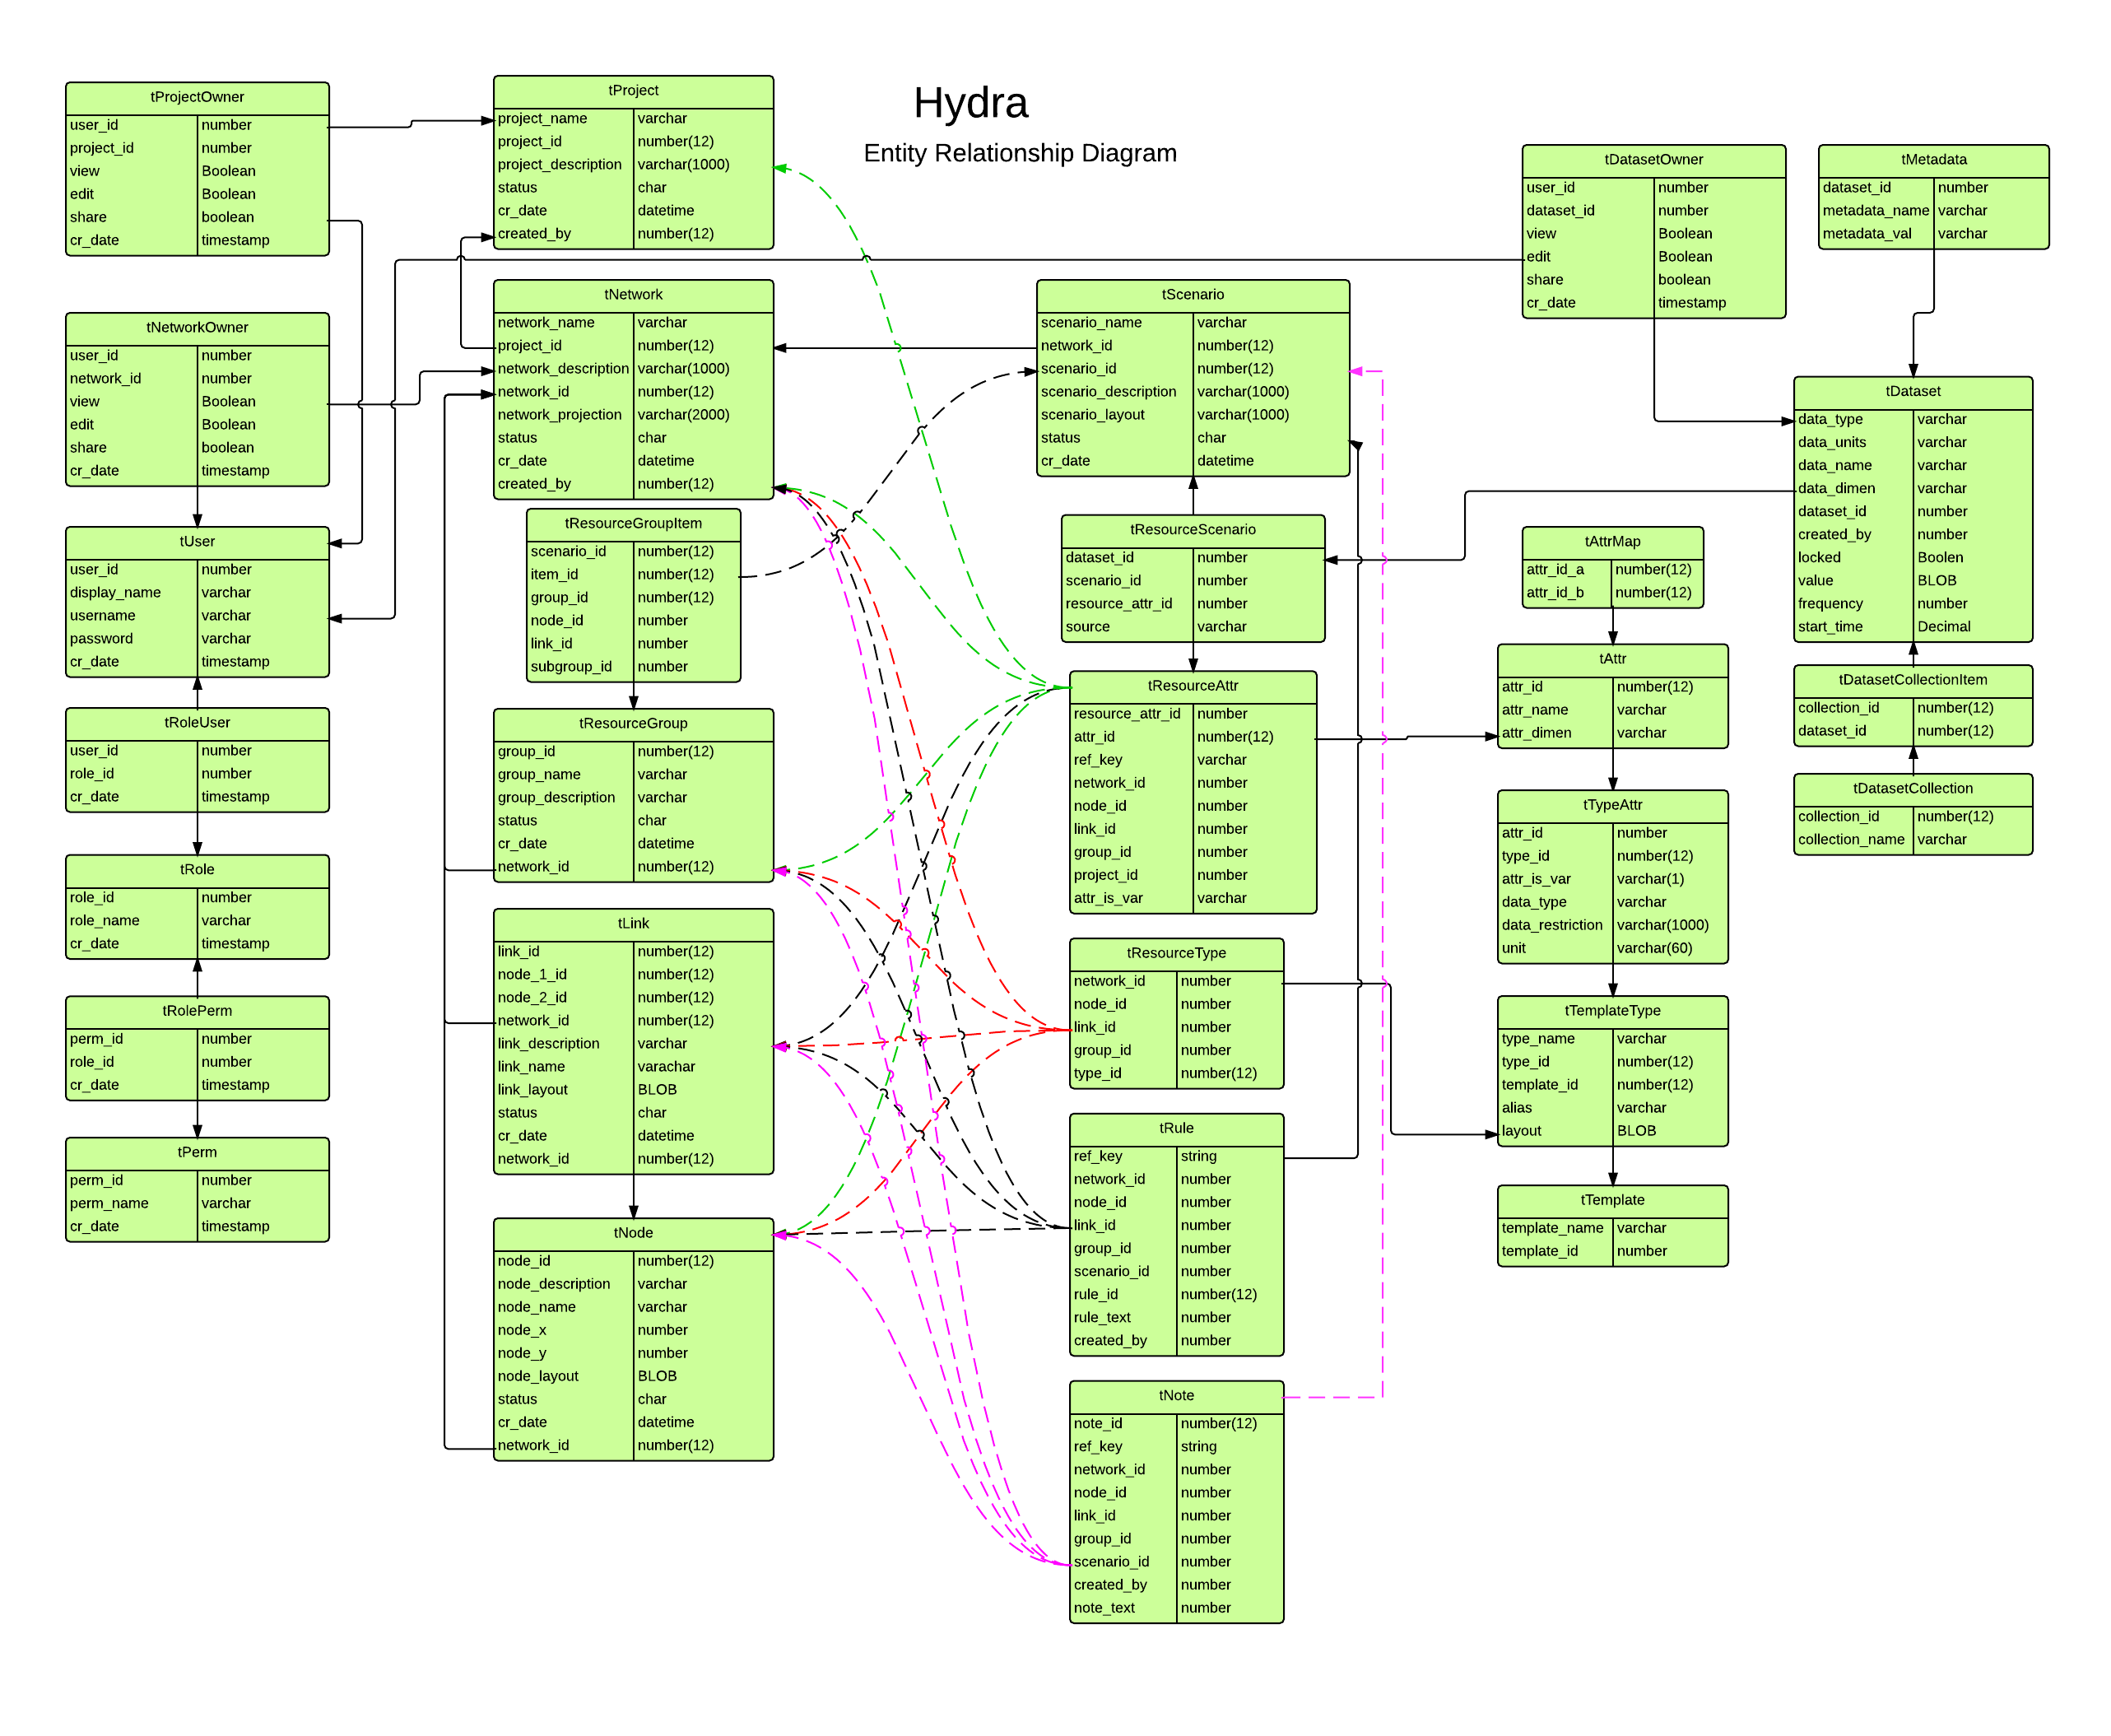 Hydra
Entity Relationship Diagram
tProjectOwner
user_id number
project_id number
view Boolean
edit Boolean
share boolean
cr_date timestamp
tNetworkOwner
user_id number
network_id number
view Boolean
edit Boolean
share boolean
cr_date timestamp
tUser
user_id number
display_name varchar
username varchar
password varchar
cr_date timestamp
tRoleUser
user_id number
role_id number
cr_date timestamp
tRole
role_id number
role_name varchar
cr_date timestamp
tRolePerm
perm_id number
role_id number
cr_date timestamp
tPerm
perm_id number
perm_name varchar
cr_date timestamp
tProject
project_name varchar
project_id number(12)
project_description varchar(1000)
status char
cr_date datetime
created_by number(12)
tNetwork
network_name varchar
project_id number(12)
network_description varchar(1000)
network_id number(12)
network_projection varchar(2000)
status char
cr_date datetime
created_by number(12)
tResourceGroupItem
scenario_id number(12)
item_id number(12)
group_id number(12)
node_id number
link_id number
subgroup_id number
tResourceGroup
group_id number(12)
group_name varchar
group_description varchar
status char
cr_date datetime
network_id number(12)
tLink
link_id number(12)
node_1_id number(12)
node_2_id number(12)
network_id number(12)
link_description varchar
link_name varachar
link_layout BLOB
status char
cr_date datetime
network_id number(12)
tNode
node_id number(12)
node_description varchar
node_name varchar
node_x number
node_y number
node_layout BLOB
status char
cr_date datetime
network_id number(12)
tScenario
scenario_name varchar
network_id number(12)
scenario_id number(12)
scenario_description varchar(1000)
scenario_layout varchar(1000)
status char
cr_date datetime
tResourceScenario
dataset_id number
scenario_id number
resource_attr_id number
source varchar
tResourceAttr
resource_attr_id number
attr_id number(12)
ref_key varchar
network_id number
node_id number
link_id number
group_id number
project_id number
attr_is_var varchar
tResourceType
network_id number
node_id number
link_id number
group_id number
type_id number(12)
tRule
ref_key string
network_id number
node_id number
link_id number
group_id number
scenario_id number
rule_id number(12)
rule_text number
created_by number
tNote
note_id number(12)
ref_key string
network_id number
node_id number
link_id number
group_id number
scenario_id number
created_by number
note_text number
tDatasetOwner
user_id number
dataset_id number
view Boolean
edit Boolean
share boolean
cr_date timestamp
tAttrMap
attr_id_a number(12)
attr_id_b number(12)
tAttr
attr_id number(12)
attr_name varchar
attr_dimen varchar
tTypeAttr
attr_id number
type_id number(12)
attr_is_var varchar(1)
data_type varchar
data_restriction varchar(1000)
unit varchar(60)
tTemplateType
type_name varchar
type_id number(12)
template_id number(12)
alias varchar
layout BLOB
tTemplate
template_name varchar
template_id number
tMetadata
dataset_id number
metadata_name varchar
metadata_val varchar
tDataset
data_type varchar
data_units varchar
data_name varchar
data_dimen varchar
dataset_id number
created_by number
locked Boolen
value BLOB
frequency number
start_time Decimal
tDatasetCollectionItem
collection_id number(12)
dataset_id number(12)
tDatasetCollection
collection_id number(12)
collection_name varchar